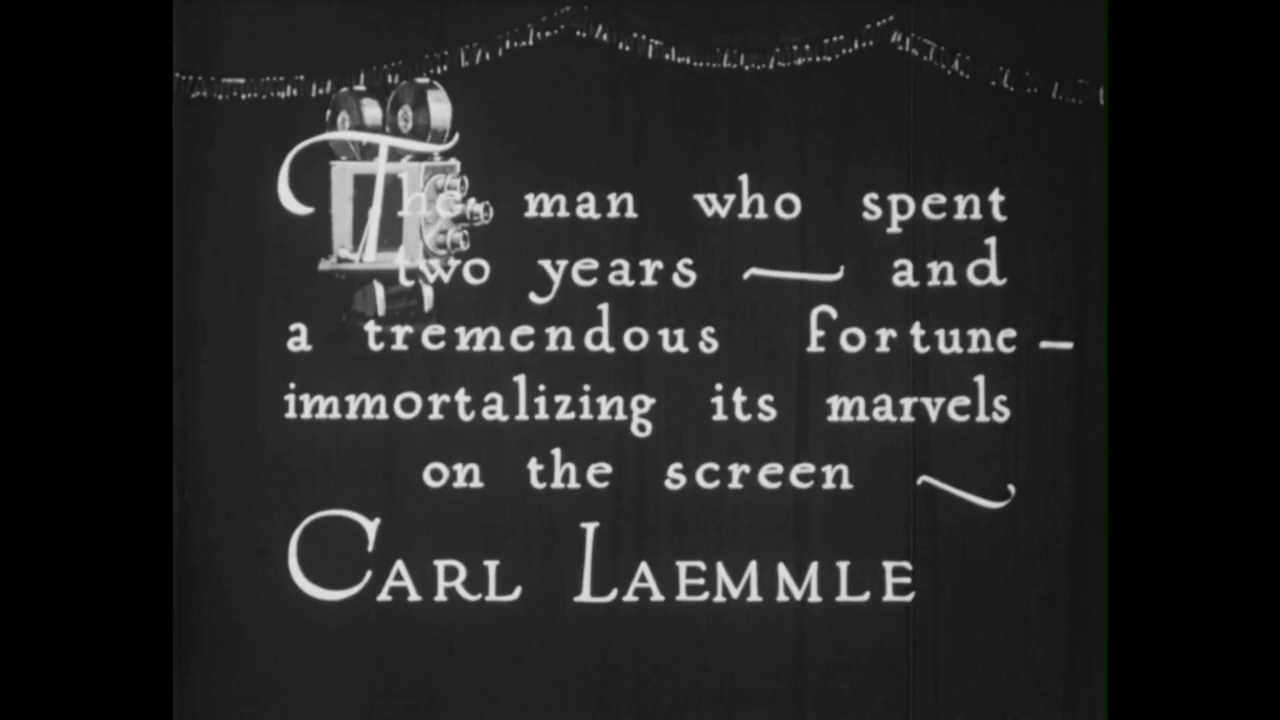 The man who spent
two years ~ and
a tremendous fortune —
immortalizing its marvels
on the screen ~
CARL LAEMMLE